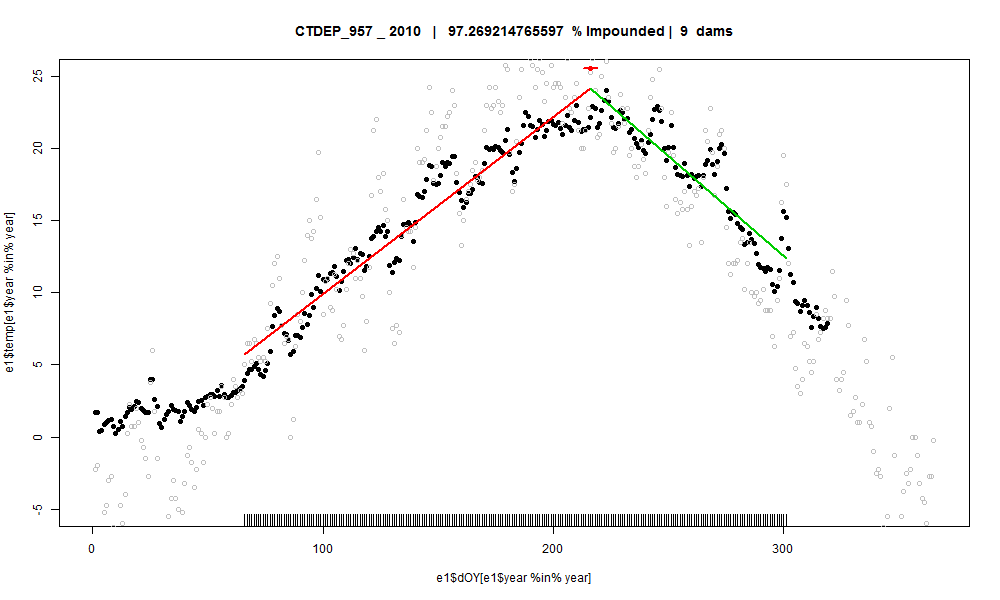 CTDEP_957 _ 2010 | 97.269214765597 % Impounded | 9 dams
e1$temp[e1$year %in% year]
25
20
15
10
5
0
-5
0 100 200 300
e1$dOY[e1$year %in% year]